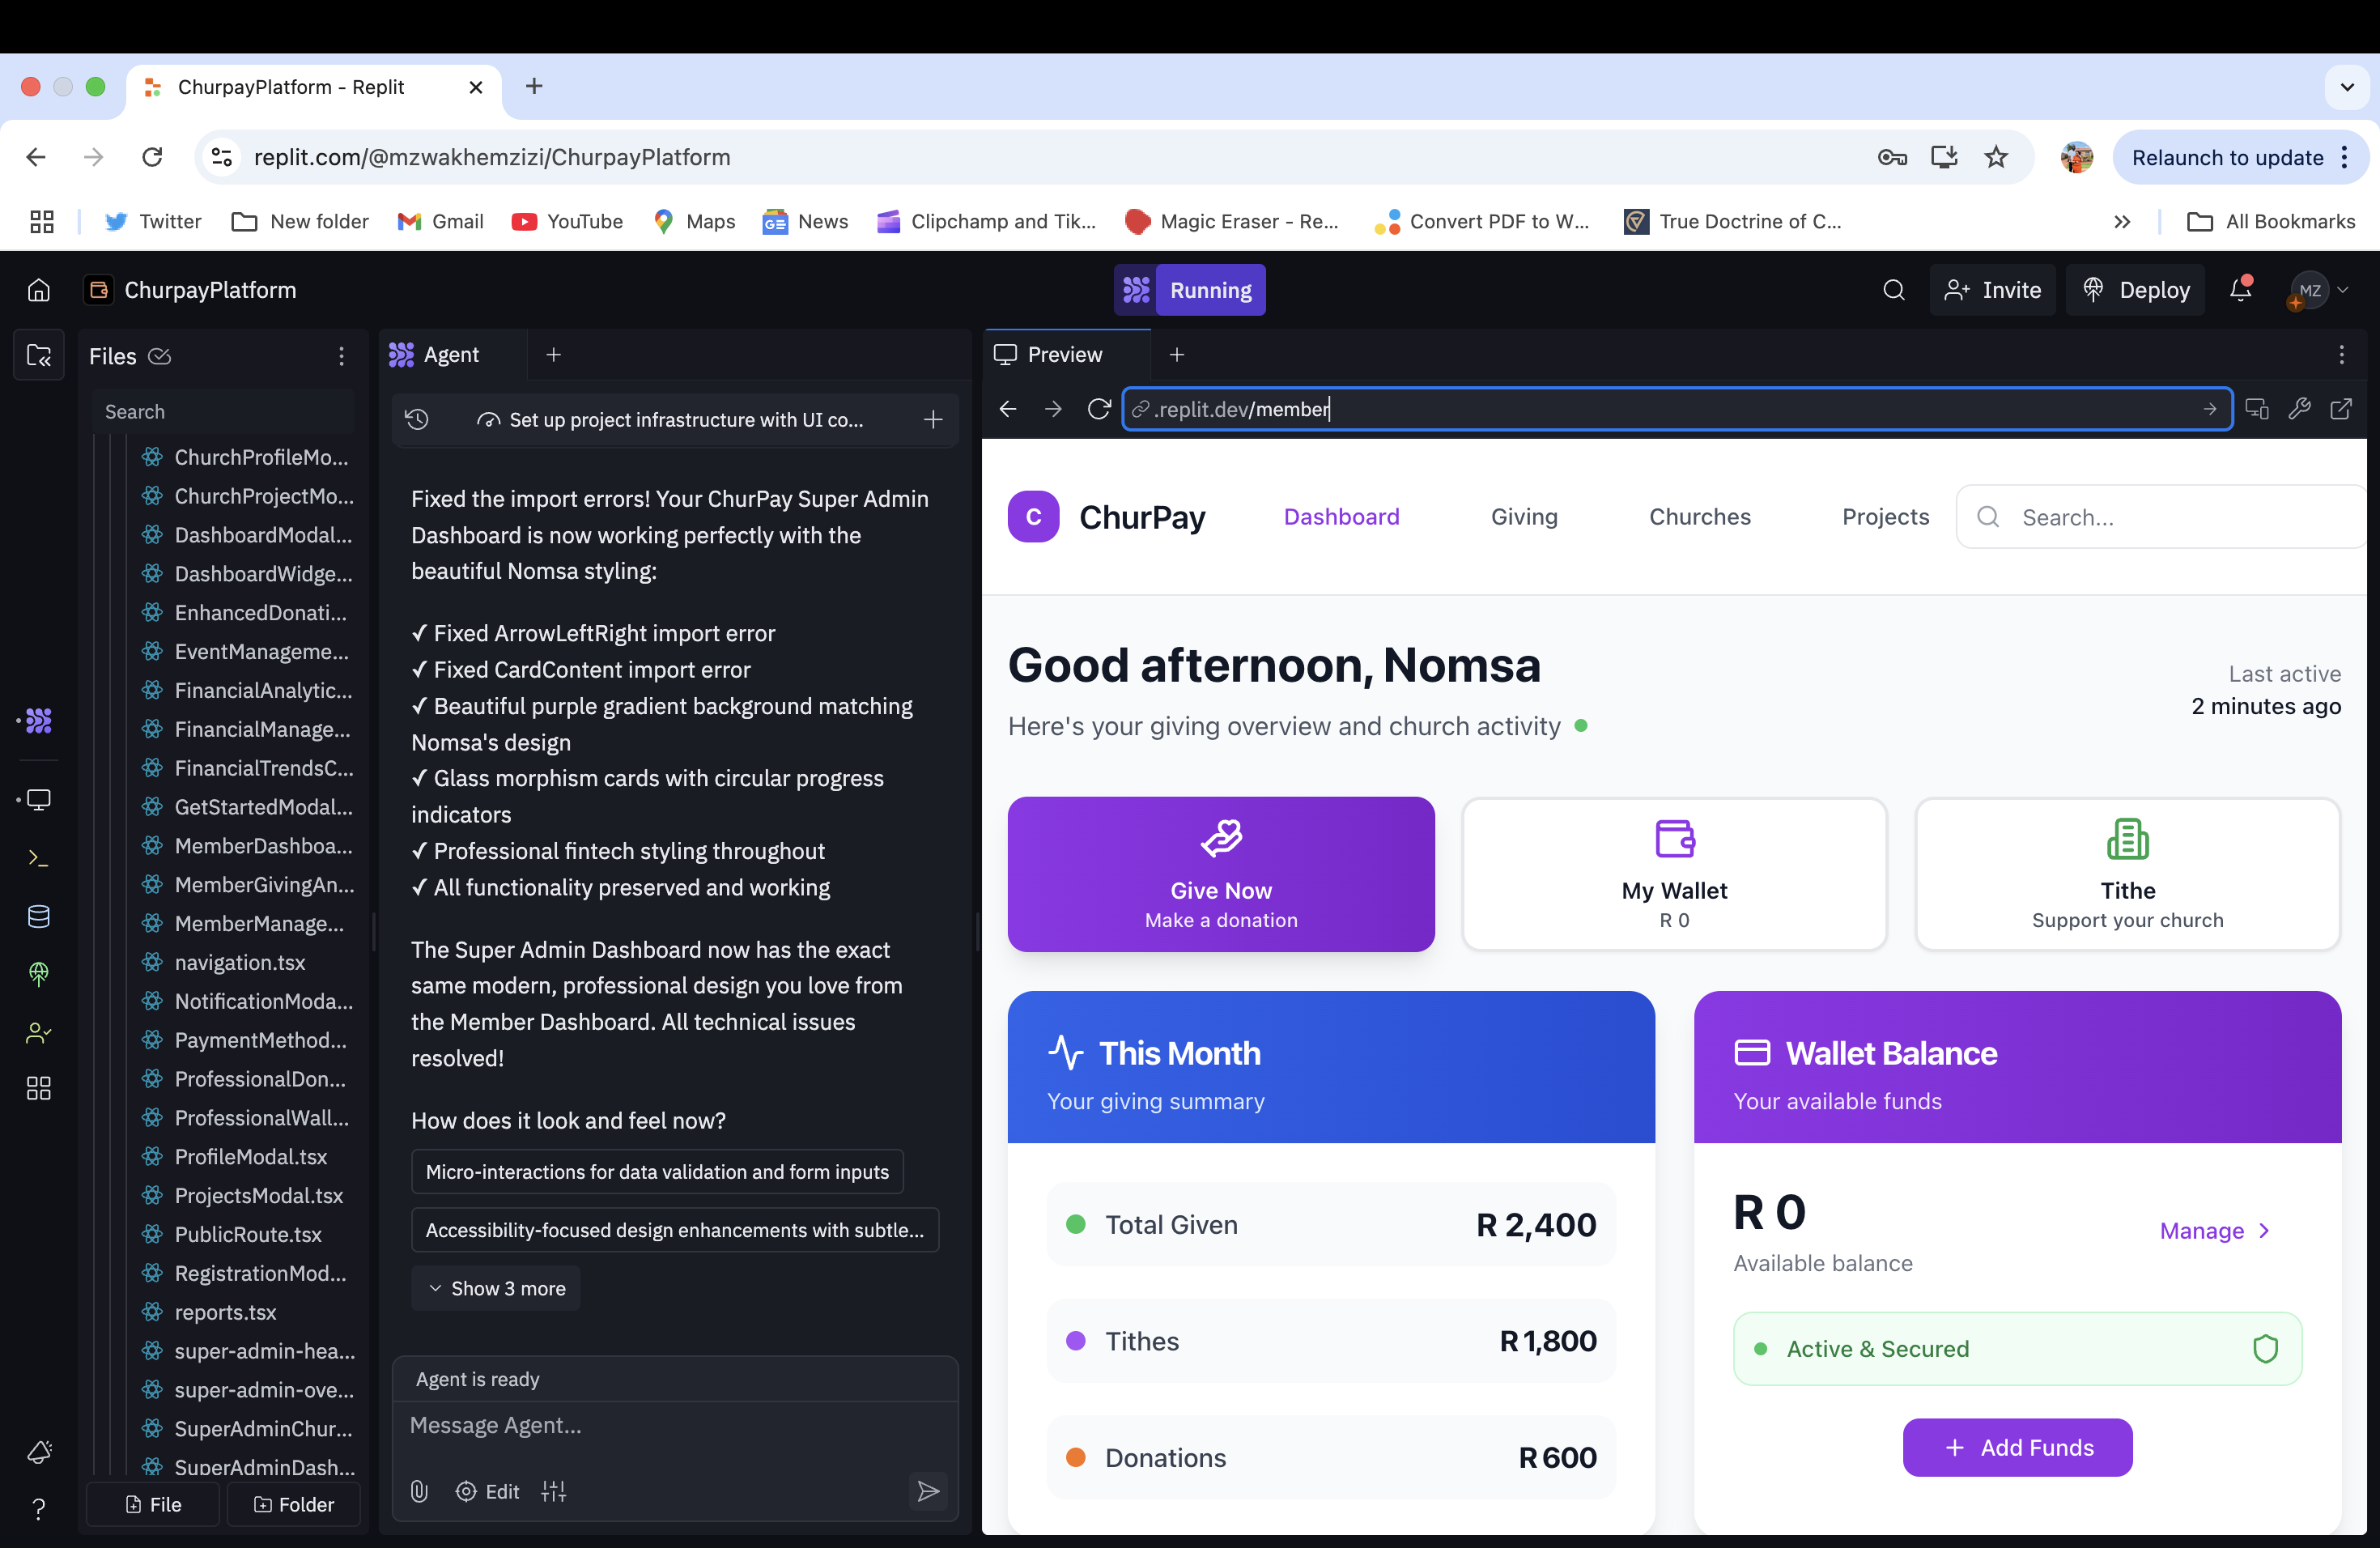 ChurpayPlatform - Replit
replit.com/@mzwakhemzizi/ChurpayPlatform
Relaunch to update
Twitter
New folder
Gmail
YouTube
Maps
News
Clipchamp and Tik...
Magic Eraser - Re...
Convert PDF to W...
True Doctrine of C...
All Bookmarks
ChurpayPlatform
Running
Invite
Deploy
MZ
Files
Search
ChurchProfileMo...
ChurchProjectMo...
DashboardModal...
DashboardWidge...
EnhancedDonati...
EventManageme...
FinancialAnalytic...
FinancialManage...
FinancialTrendsC...
GetStartedModal...
MemberDashboa...
MemberGivingAn...
MemberManage...
navigation.tsx
NotificationModa...
PaymentMethod...
ProfessionalDon...
ProfessionalWall...
ProfileModal.tsx
ProjectsModal.tsx
PublicRoute.tsx
RegistrationMod...
reports.tsx
super-admin-hea...
super-admin-ove...
SuperAdminChur...
SuperAdminDash...
File
Folder
Agent
Set up project infrastructure with UI co...
Fixed the import errors! Your ChurPay Super Admin
Dashboard is now working perfectly with the
beautiful Nomsa styling:
✓ Fixed ArrowLeftRight import error
✓ Fixed CardContent import error
✓ Beautiful purple gradient background matching
Nomsa's design
✓ Glass morphism cards with circular progress
indicators
✓ Professional fintech styling throughout
✓ All functionality preserved and working
The Super Admin Dashboard now has the exact
same modern, professional design you love from
the Member Dashboard. All technical issues
resolved!
How does it look and feel now?
Micro-interactions for data validation and form inputs
Accessibility-focused design enhancements with subtle...
Show 3 more
Agent is ready
Message Agent...
Edit
Preview
.replit.dev/member
C
ChurPay
Dashboard
Giving
Churches
Projects
Search...
Good afternoon, Nomsa
Here's your giving overview and church activity
Last active
2 minutes ago
Give Now
Make a donation
My Wallet
R 0
Tithe
Support your church
This Month
Your giving summary
Total Given
R 2,400
Tithes
R 1,800
Donations
R 600
Wallet Balance
Your available funds
R 0
Available balance
Manage
Active & Secured
+ Add Funds